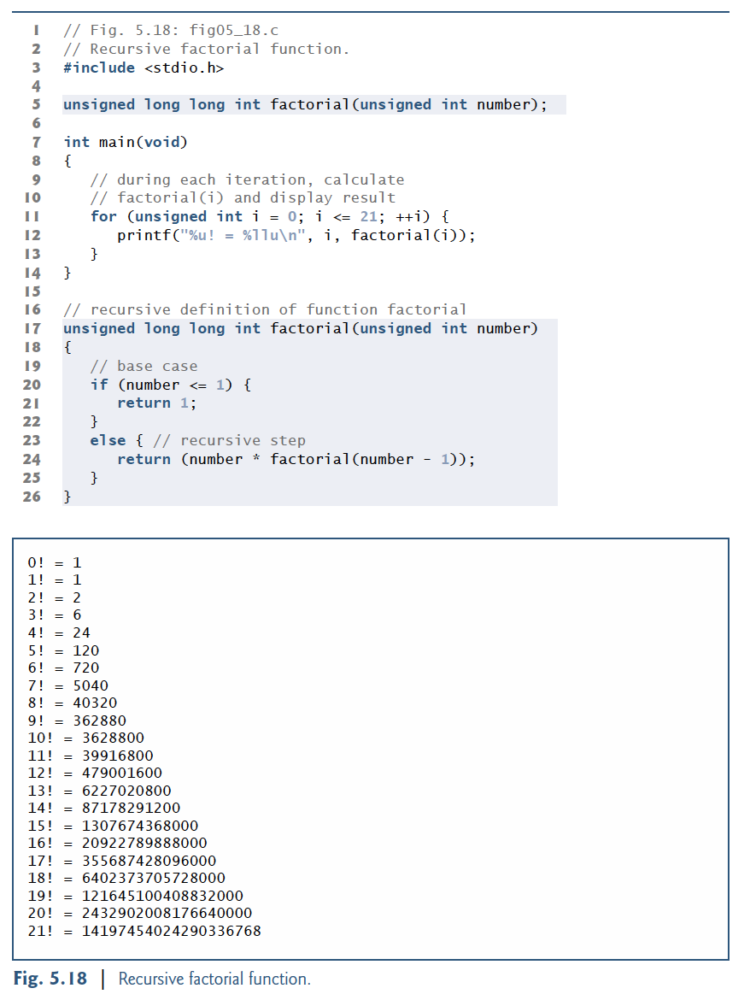 1 // Fig. 5.18: fig05_18.c
2 // Recursive factorial function.
3 #include <stdio.h>
4
5 unsigned long long int factorial(unsigned int number);
6
7 int main(void)
8 {
9    // during each iteration, calculate
10    // factorial(i) and display result
11    for (unsigned int i = 0; i <= 21; ++i) {
12       printf("%u! = %llu\n", i, factorial(i));
13    }
14 }
15
16 // recursive definition of function factorial
17 unsigned long long int factorial(unsigned int number)
18 {
19    // base case
20    if (number <= 1) {
21       return 1;
22    }
23    else { // recursive step
24       return (number * factorial(number - 1));
25    }
26 }
0! = 1
1! = 1
2! = 2
3! = 6
4! = 24
5! = 120
6! = 720
7! = 5040
8! = 40320
9! = 362880
10! = 3628800
11! = 39916800
12! = 479001600
13! = 6227020800
14! = 87178291200
15! = 1307674368000
16! = 20922789888000
17! = 355687428096000
18! = 6402373705728000
19! = 121645100408832000
20! = 2432902008176640000
21! = 14197454024290336768
Fig. 5.18 | Recursive factorial function.